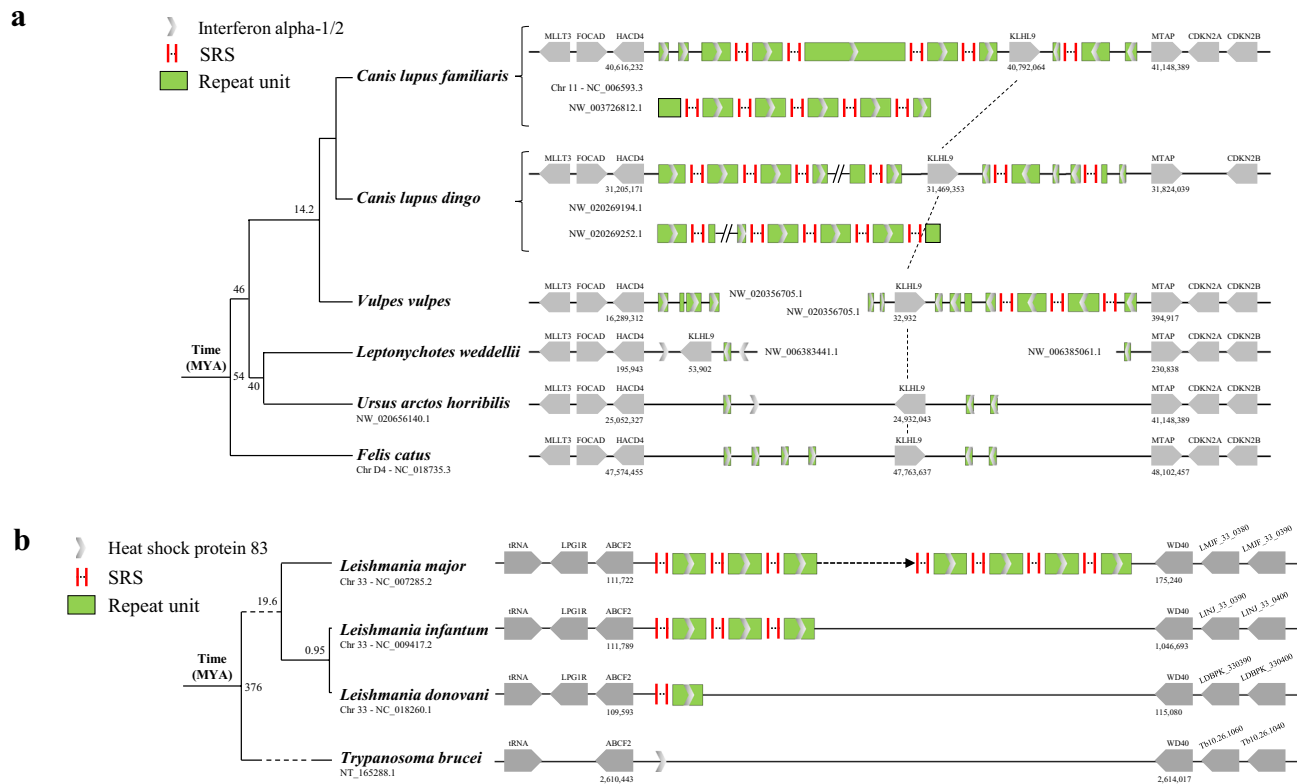 a
Interferon alpha-1/2
SRS
Repeat unit
MLLT3 FOCAD HACD4 KLHL9 MTAP CDKN2A CDKN2B
40,616,232 40,792,064 41,148,389
Canis lupus familiaris
Chr 11 - NC_006593.3
NW_003726812.1
MLLT3 FOCAD HACD4 KLHL9 MTAP CDKN2B
31,205,171 31,469,353 31,824,039
Canis lupus dingo
NW_020269194.1
14.2
NW_020269252.1
MLLT3 FOCAD HACD4 NW_020356705.1 KLHL9 MTAP CDKN2A CDKN2B
Vulpes vulpes
NW_020356705.1
46
16,289,312 32,932 394,917
MLLT3 FOCAD HACD4 KLHL9 MTAP CDKN2A CDKN2B
Leptonychotes weddellii NW_006383441.1 NW_006385061.1
195,943 53,902 230,838
Time
(MYA)
54
40
MLLT3 FOCAD HACD4 KLHL9 MTAP CDKN2A CDKN2B
Ursus arctos horribilis
NW_020656140.1
25,052,327 24,932,043 41,148,389
MLLT3 FOCAD HACD4 KLHL9 MTAP CDKN2A CDKN2B
Felis catus
Chr D4 - NC_018735.3
47,574,455 47,763,637 48,102,457
b
Heat shock protein 83
SRS
Repeat unit
tRNA LPG1R ABCF2 WD40 LMJF_33_0380 LMJF_33_0390
Leishmania major
Chr 33 - NC_007285.2
111,722 175,240
19.6
tRNA LPG1R ABCF2 WD40 LINJ_33_0390 LINJ_33_0400
Leishmania infantum
Chr 33 - NC_009417.2
111,789 1,046,693
0.95
Time
(MYA)
376
tRNA LPG1R ABCF2 WD40 LDBPK_330390 LDBPK_330400
Leishmania donovani
Chr 33 - NC_018260.1
109,593 115,080
tRNA ABCF2 WD40 Tb10.26.1060 Tb10.26.1040
Trypanosoma brucei
NT_165288.1
2,610,443 2,614,017